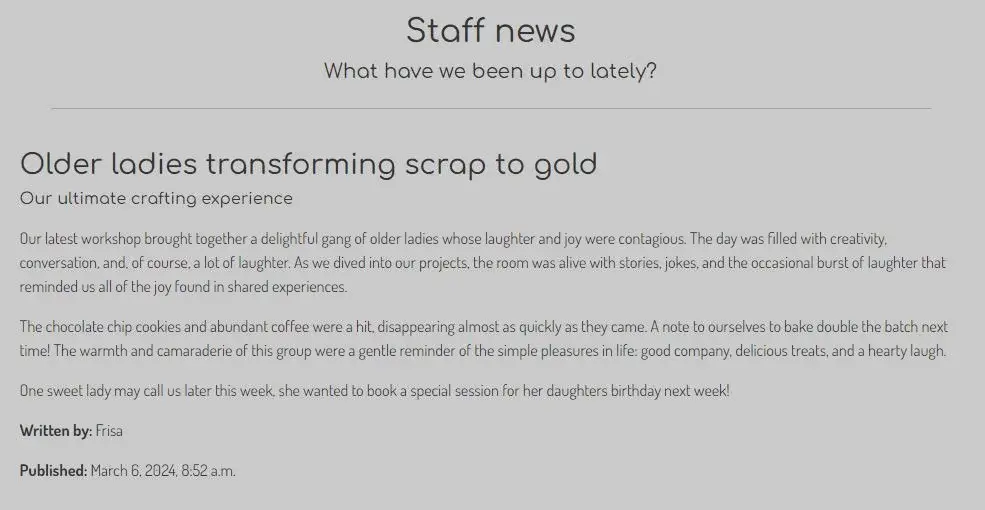 Staff news
What have we been up to lately?
Older ladies transforming scrap to gold
Our ultimate crafting experience
Our latest workshop brought together a delightful gang of older ladies whose laughter and joy were contagious. The day was filled with creativity,
conversation, and, of course, a lot of laughter. As we dived into our projects, the room was alive with stories, jokes, and the occasional burst of laughter that
reminded us all of the joy found in shared experiences.
The chocolate chip cookies and abundant coffee were a hit, disappearing almost as quickly as they came. A note to ourselves to bake double the batch next
time! The warmth and camaraderie of this group were a gentle reminder of the simple pleasures in life: good company, delicious treats, and a hearty laugh.
One sweet lady may call us later this week, she wanted to book a special session for her daughters birthday next week!
Written by: Frisa
Published: March 6, 2024, 8:52 a.m.